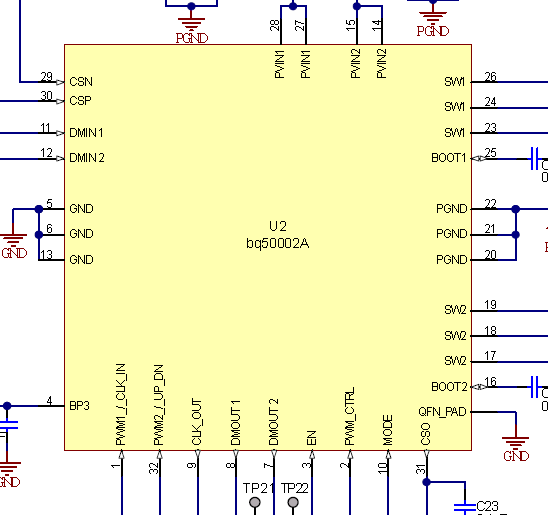 PGND
PGND
28
27
15
14
PVIN1
PVIN1
PVIN2
PVIN2
29 CSN
30 CSP
11 DMIN1
12 DMIN2
5 GND
6 GND
13 GND
GND
4 BP3
GND
U2
bq50002A
SW1 26
SW1 24
SW1 23
BOOT1 25
PGND 22
PGND 21
PGND 20
SW2 19
SW2 18
SW2 17
BOOT2 16
QFN_PAD
GND
PWM1_/_CLK_IN
PWM2_/_UP_DN
CLK_OUT
DMOUT1
DMOUT2
EN
PWM_CTRL
MODE
CSO
1
32
9
8
7
3
2
10
31
TP21
TP22
C23